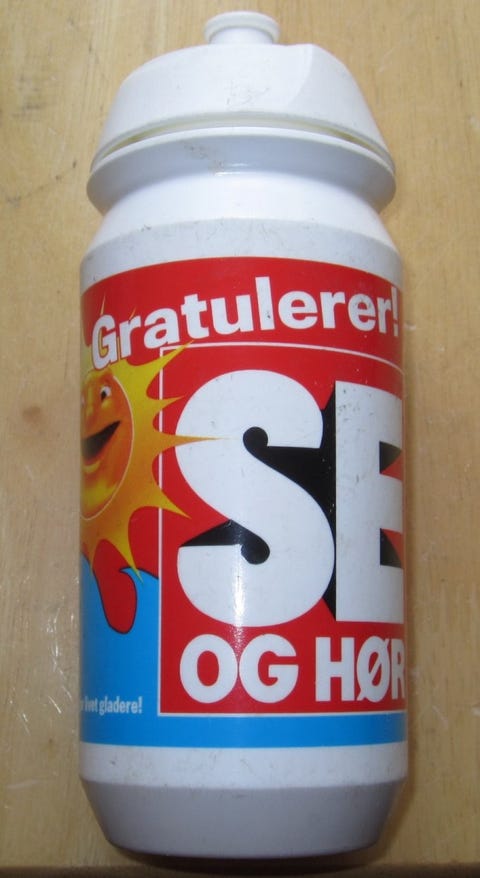 Gratulerer!
SE
OG HØR
livet gladere!